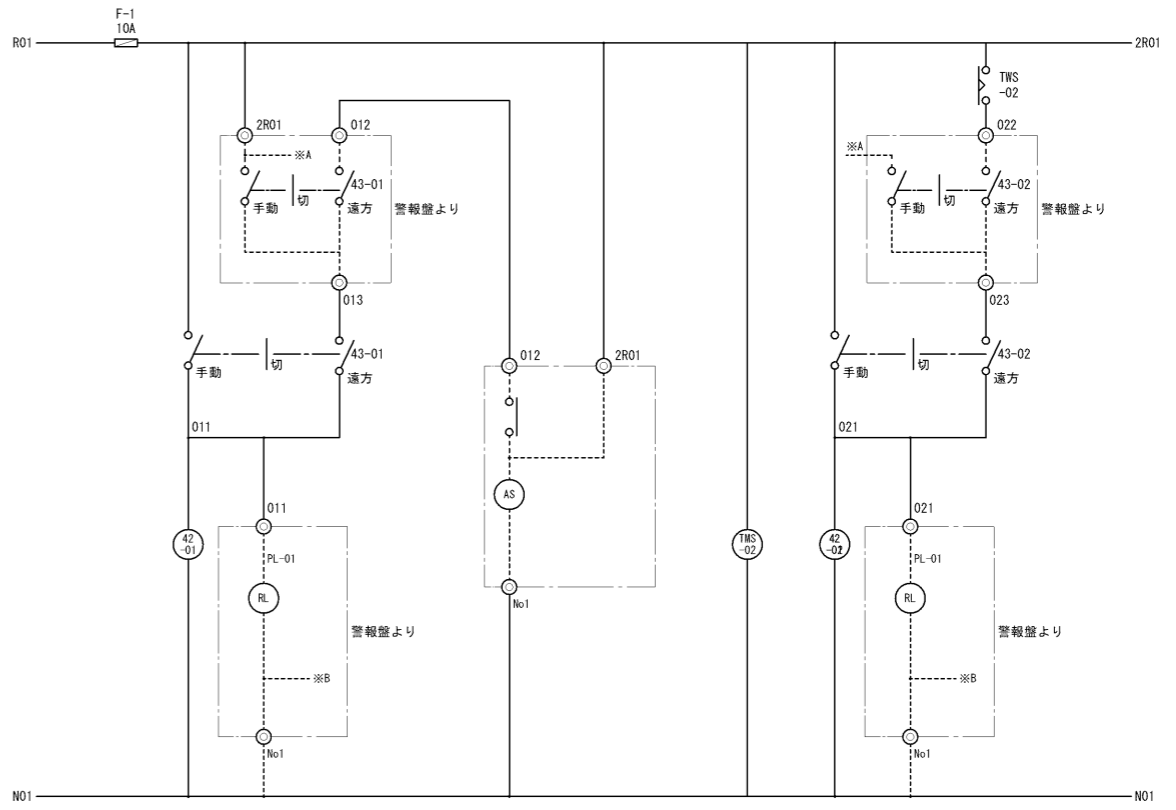 F-1
10A
R01
2R01
TWS
-02
2R01
012
022
※A
※A
43-01
43-02
手動
切
遠方
警報盤より
手動
切
遠方
警報盤より
013
023
43-01
012
2R01
43-02
手動
切
遠方
手動
切
遠方
011
021
AS
011
021
42
-01
TMS
-02
42
PL-01
PL-01
RL
RL
No1
警報盤より
警報盤より
※B
※B
No1
No1
N01
N01